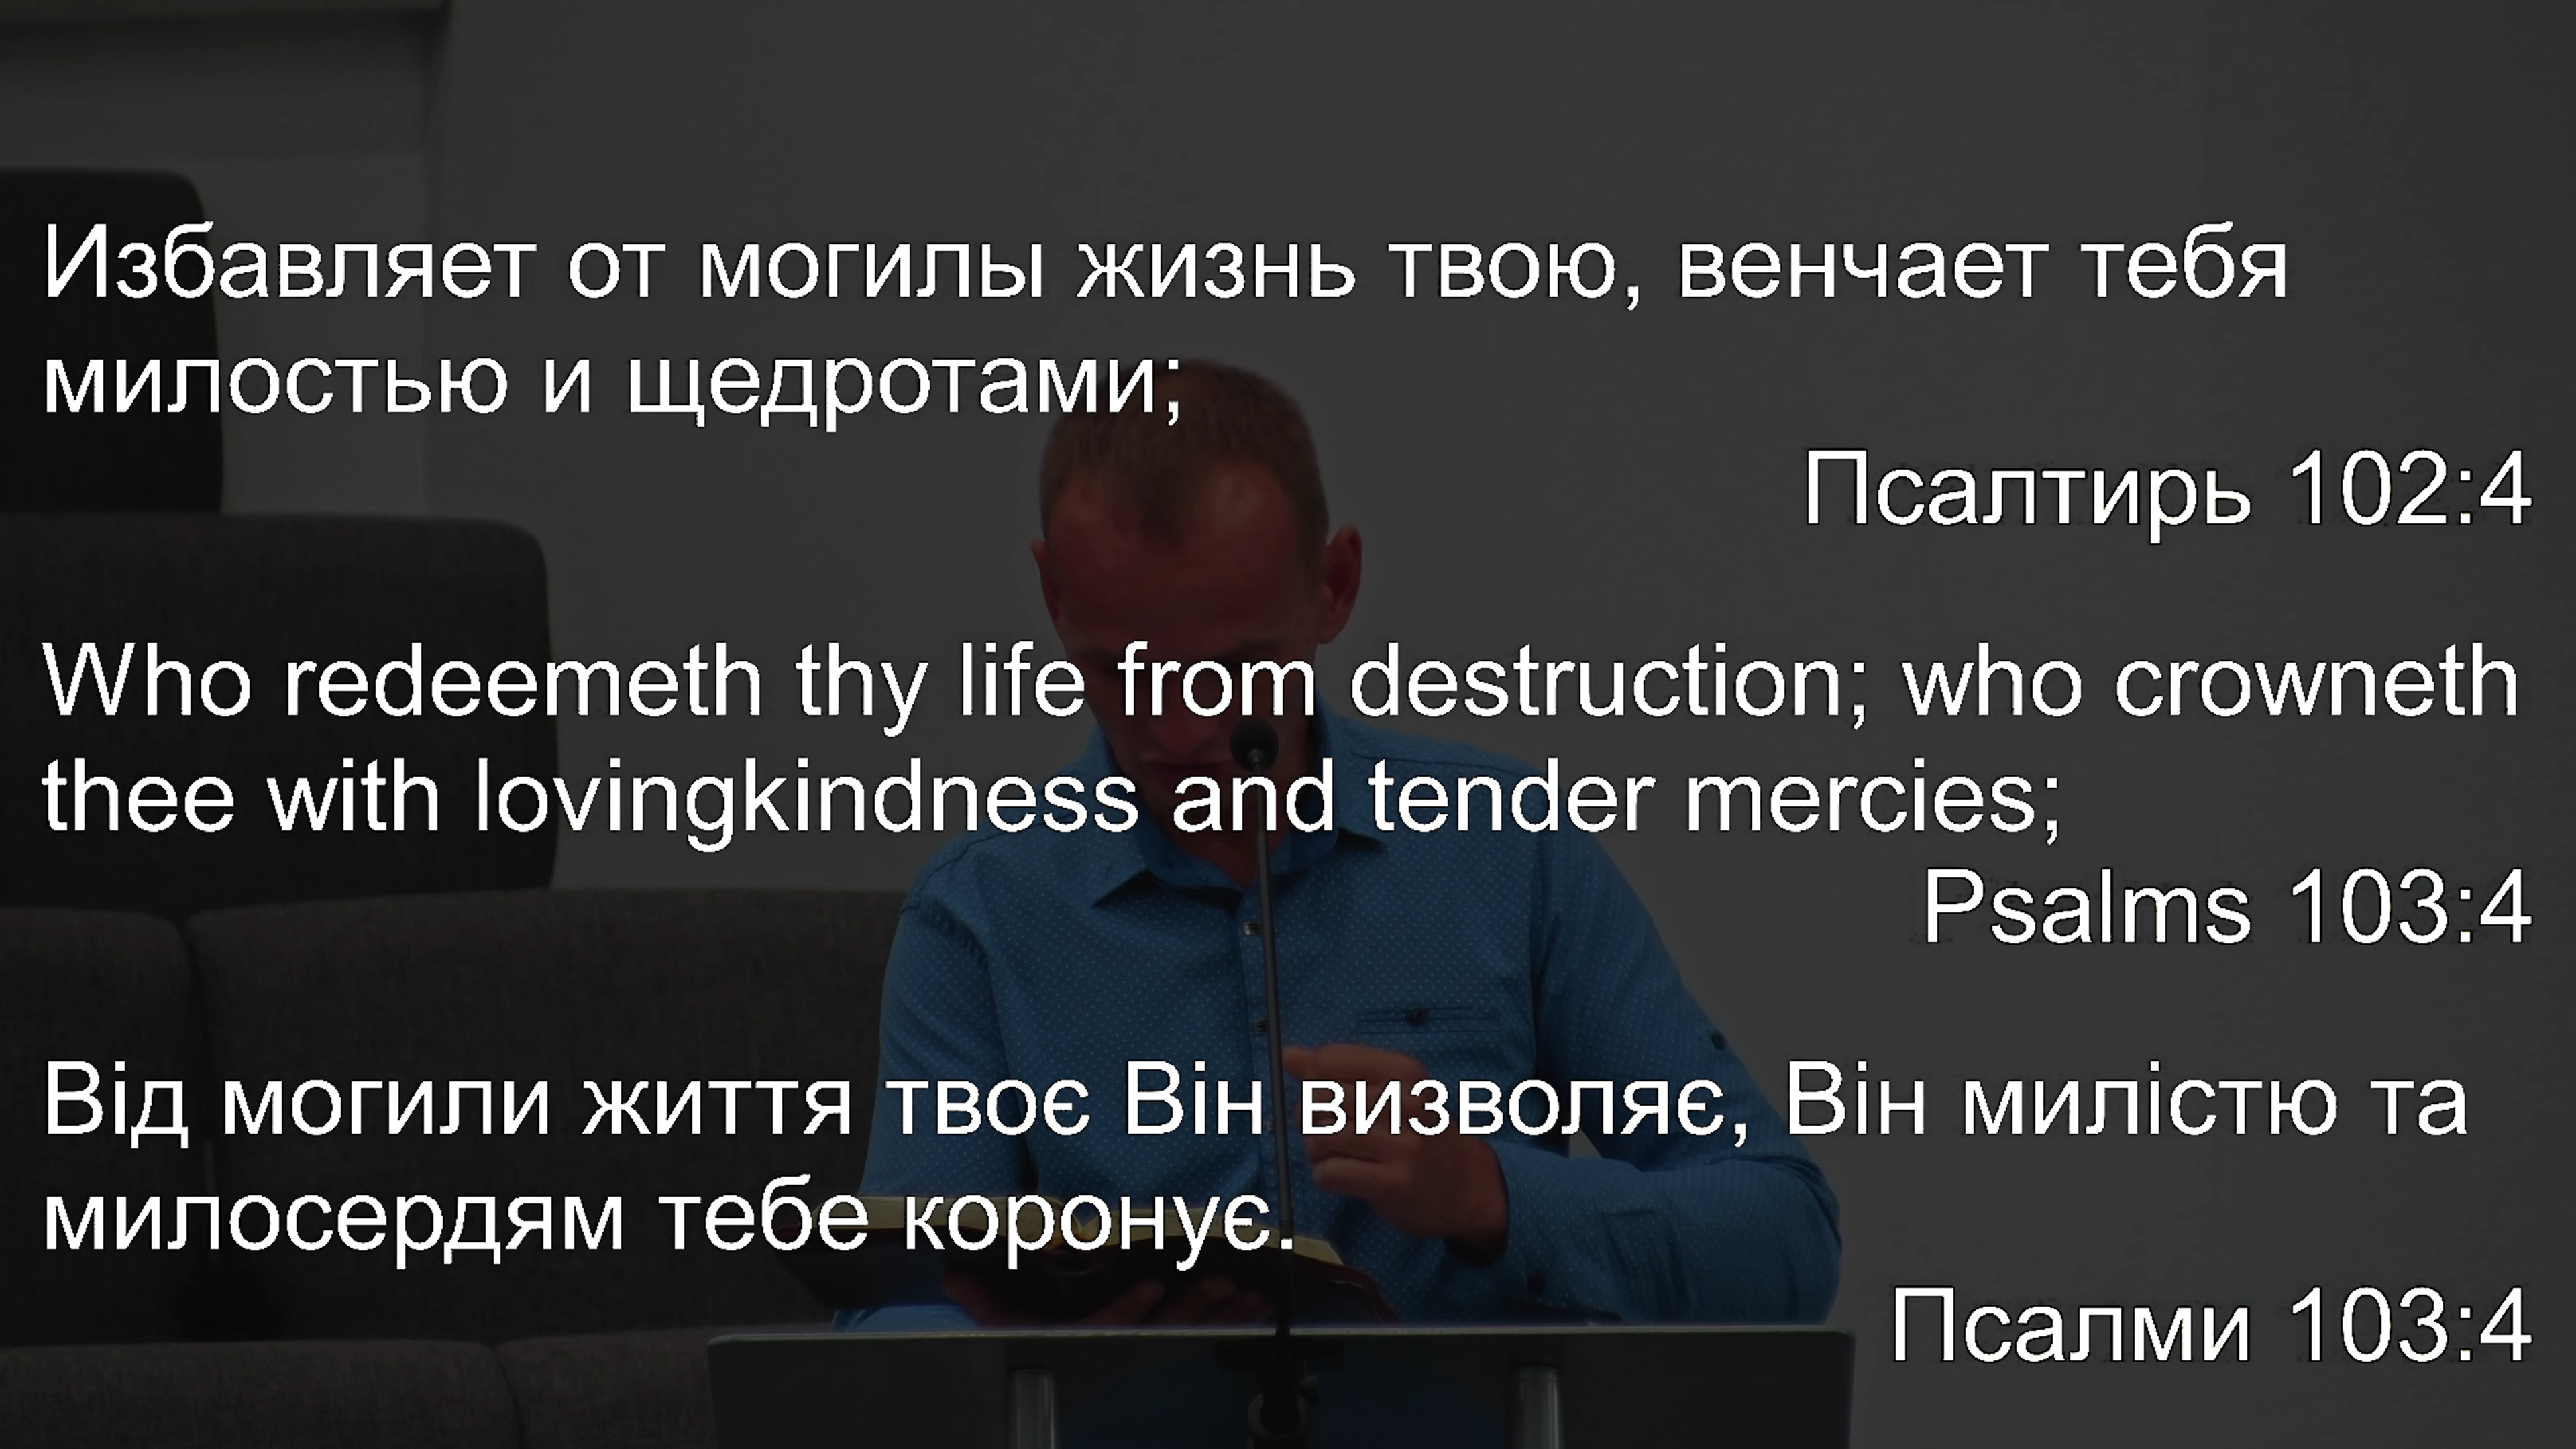 Избавляет от могилы жизнь твою, венчает тебя
милостью и щедротами;
Псалтирь 102:4
Who redeemeth thy life from destruction; who crowneth
thee with lovingkindness and tender mercies;
Psalms 103:4
Від могили життя твоє Він визволяє, Він милістю та
милосердям тебе коронує.
Псалми 103:4